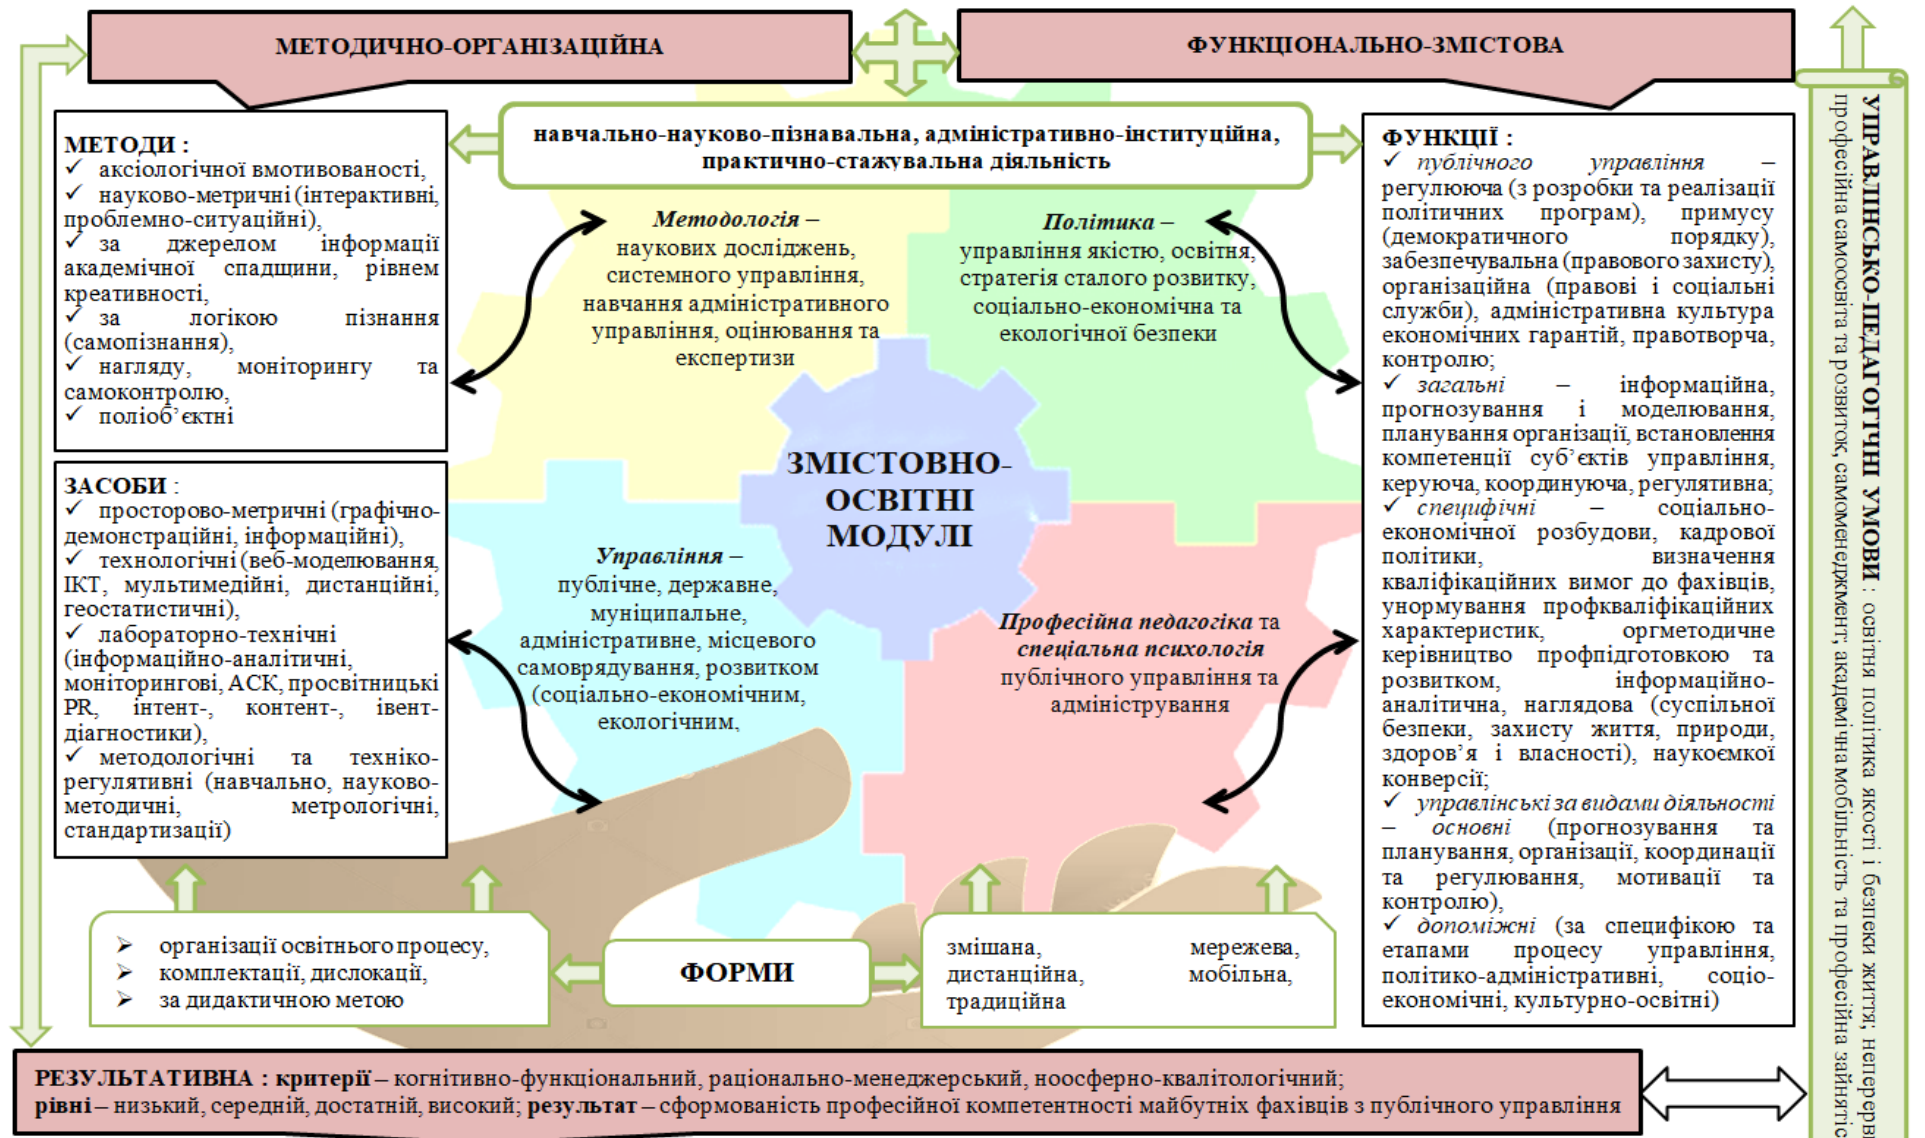 МЕТОДИЧНО-ОРГАНІЗАЦІЙНА
ФУНКЦІОНАЛЬНО-ЗМІСТОВА
навчально-науково-пізнавальна, адміністративно-інституційна,
практично-стажувальна діяльність
МЕТОДИ :
✓ аксіологічної вмотивованості,
✓ науково-метричні (інтерактивні,
проблемно-ситуаційні),
✓ за джерелом інформації
академічної спадщини, рівнем
креативності,
✓ за логікою пізнання
(самопізнання),
✓ нагляду, моніторингу та
самоконтролю,
✓ поліоб’єктні
ЗАСОБИ :
✓ просторово-метричні (графічно-
демонстраційні, інформаційні),
✓ технологічні (веб-моделювання,
ІКТ, мультимедійні, дистанційні,
геостатистичні),
✓ лабораторно-технічні
(інформаційно-аналітичні,
моніторингові, АСК, просвітницькі
PR, інтент-, контент-, івент-
діагностики),
✓ методологічні та техніко-
регулятивні (навчально, науково-
методичні, метрологічні,
стандартизації)
Методологія –
наукових досліджень,
системного управління,
навчання адміністративного
управління, оцінювання та
експертизи
Політика –
управління якістю, освітня,
стратегія сталого розвитку,
соціально-економічна та
екологічної безпеки
ЗМІСТОВНО-
ОСВІТНІ
МОДУЛІ
Управління –
публічне, державне,
муніципальне,
адміністративне, місцевого
самоврядування, розвитком
(соціально-економічним,
екологічним,
Професійна педагогіка та
спеціальна психологія
публічного управління та
адміністрування
ФУНКЦІЇ :
✓ публічного управління –
регулююча (з розробки та реалізації
політичних програм), примусу
(демократичного порядку),
забезпечувальна (правового захисту),
організаційна (правові і соціальні
служби), адміністративна культура
економічних гарантій, правотворча,
контролю;
✓ загальні – інформаційна,
прогнозування і моделювання,
планування організації, встановлення
компетенції суб’єктів управління,
керуюча, координуюча, регулятивна;
✓ специфічні – соціально-
економічної розбудови, кадрової
політики, визначення
кваліфікаційних вимог до фахівців,
унормування профкваліфікаційних
характеристик, оргметодичне
керівництво профпідготовкою та
розвитком, інформаційно-
аналітична, наглядова (суспільної
безпеки, захисту життя, природи,
здоров’я і власності), наукоємкої
конверсії;
✓ управлінські за видами діяльності
– основні (прогнозування та
планування, організації, координації
та регулювання, мотивації та
контролю),
✓ допоміжні (за специфікою та
етапами процесу управління,
політико-адміністративні, соціо-
економічні, культурно-освітні)
УПРАВЛІНСЬКО-ПЕДАГОГІЧНІ УМОВИ : освітня політика якості і безпеки життя; неперервн
професійна самоосвіта та розвиток, самоменеджмент; академічна мобільність та професійна зайнятіс
➢ організації освітнього процесу,
➢ комплектації, дислокації,
➢ за дидактичною метою
ФОРМИ
змішана, мережева,
дистанційна, мобільна,
традиційна
РЕЗУЛЬТАТИВНА : критерії – когнітивно-функціональний, раціонально-менеджерський, ноосферно-квалітологічний;
рівні – низький, середній, достатній, високий; результат – сформованість професійної компетентності майбутніх фахівців з публічного управління